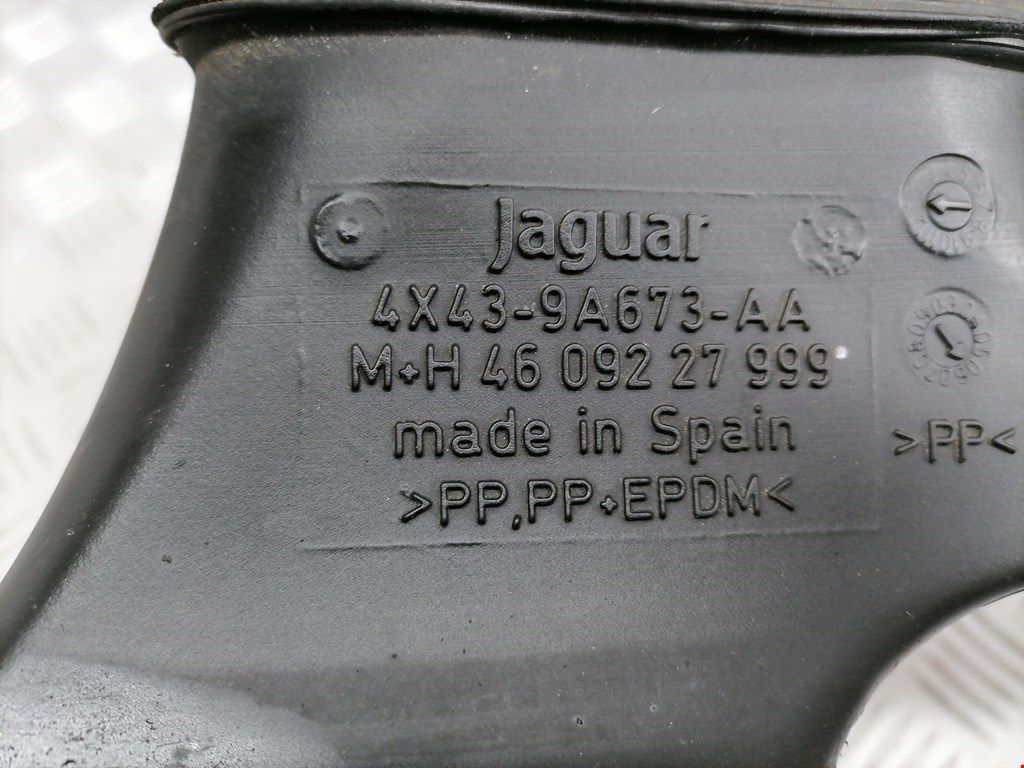 Jaguar
4X43-9A673-AA
M+H 46 092 27 999
made in Spain
>PP,PP+EPDM<
>PP<